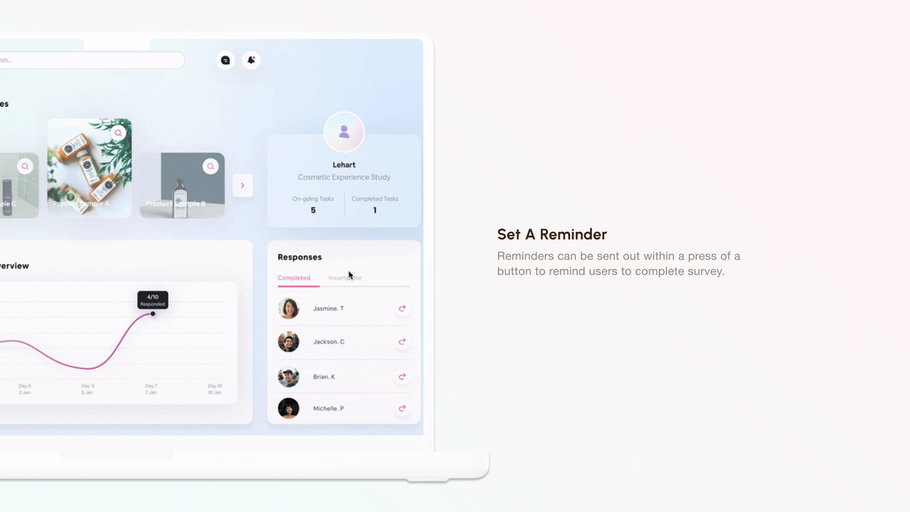 rch...
es
ple C
Product Sample A
Product Sample B
Lehart
Cosmetic Experience Study
On-going Tasks
Completed Tasks
5
1
verview
4/10
Responded
Day 3
3 Jan
Day 5
5 Jan
Day 7
7 Jan
Day 10
10 Jan
Responses
Completed
Incomplete
Jasmine. T
Jackson. C
Brian. K
Michelle. P
Set A Reminder
Reminders can be sent out within a press of a
button to remind users to complete survey.